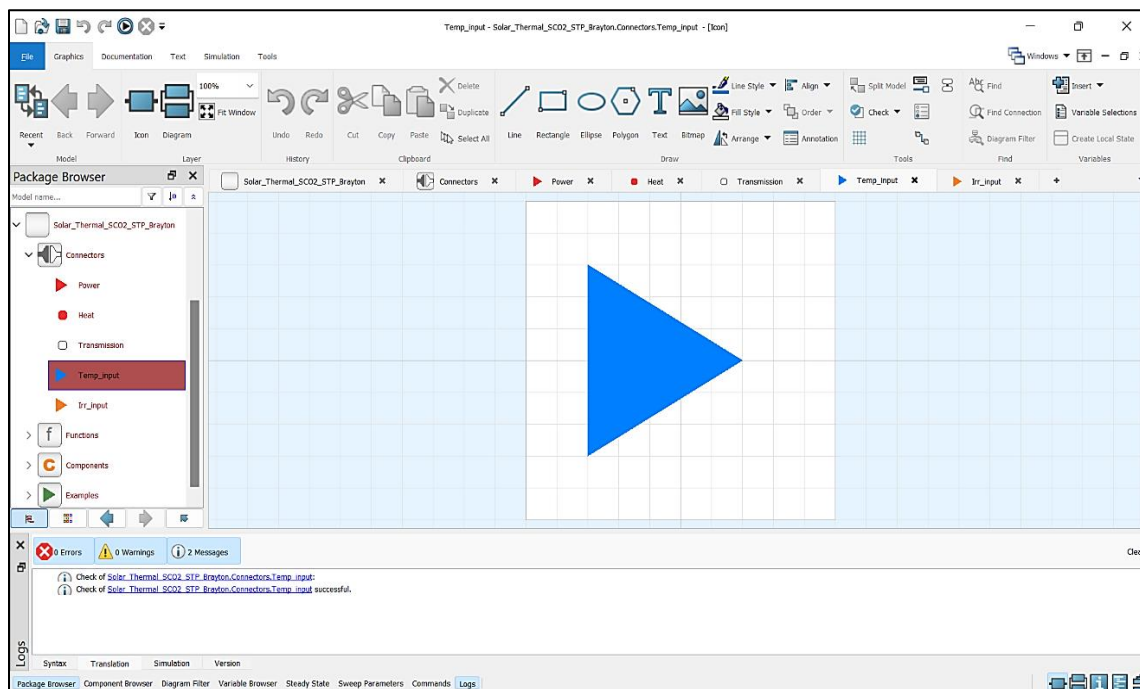 Temp_input - Solar_Thermal_SCO2_STP_Brayton.Connectors.Temp_input - [Icon]
File Graphics Documentation Text Simulation Tools Windows
100% Delete Line Style Align Split Model Abc Find Insert
Fit Window Duplicate Fill Style Order Check Find Connection Variable Selections
Recent Back Forward Icon Diagram Undo Redo Cut Copy Paste Select All Line Rectangle Ellipse Polygon Text Bitmap Arrange Annotation Diagram Filter Create Local State
Model Layer History Clipboard Draw Tools Find Variables
Package Browser
Model name...
Solar_Thermal_SCO2_STP_Brayton Connectors Power Heat Transmission Temp_input Irr_input
Solar_Thermal_SCO2_STP_Brayton
Connectors
Power
Heat
Transmission
Temp_input
Irr_input
f Functions
C Components
Examples
0 Errors 0 Warnings 2 Messages
Check of Solar_Thermal_SCO2_STP_Brayton.Connectors.Temp_input:
Check of Solar_Thermal_SCO2_STP_Brayton.Connectors.Temp_input successful.
Logs
Syntax Translation Simulation Version
Package Browser Component Browser Diagram Filter Variable Browser Steady State Sweep Parameters Commands Logs